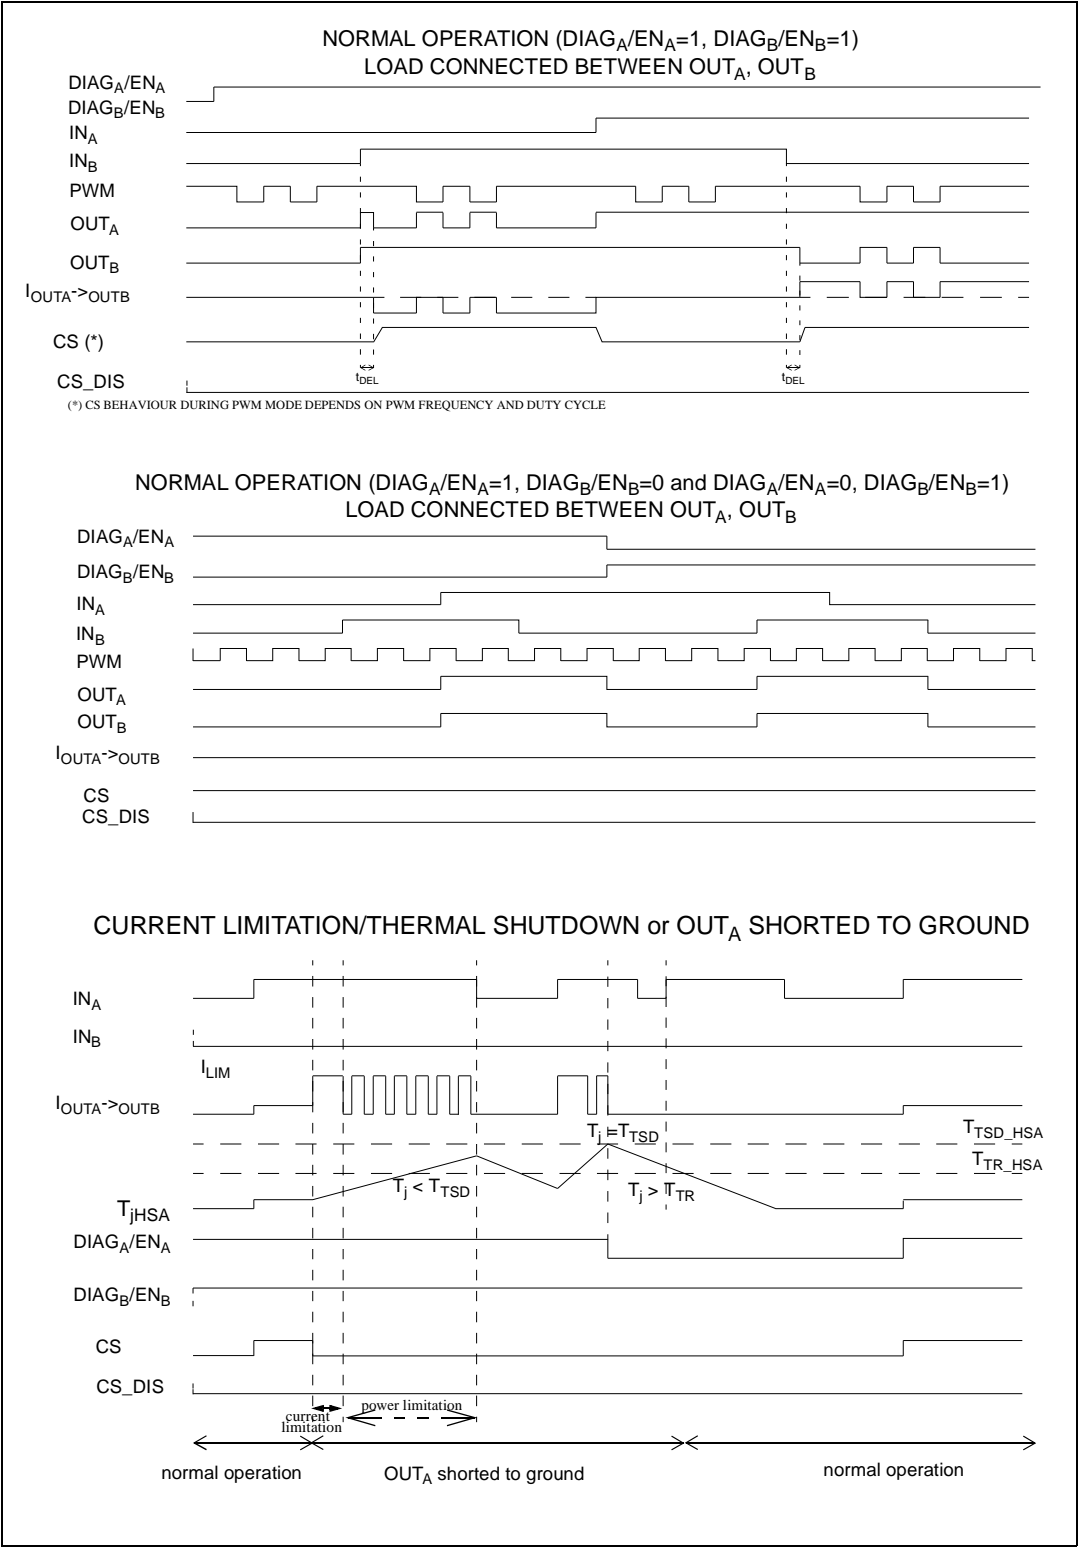 NORMAL OPERATION (DIAGA/ENA=1, DIAGB/ENB=1)
LOAD CONNECTED BETWEEN OUTA, OUTB
DIAGA/ENA
DIAGB/ENB
INA
INB
PWM
OUTA
OUTB
IOUTA->OUTB
CS (*)
tDEL
tDEL
CS_DIS
(*) CS BEHAVIOUR DURING PWM MODE DEPENDS ON PWM FREQUENCY AND DUTY CYCLE
NORMAL OPERATION (DIAGA/ENA=1, DIAGB/ENB=0 and DIAGA/ENA=0, DIAGB/ENB=1)
LOAD CONNECTED BETWEEN OUTA, OUTB
DIAGA/ENA
DIAGB/ENB
INA
INB
PWM
OUTA
OUTB
IOUTA->OUTB
CS
CS_DIS
CURRENT LIMITATION/THERMAL SHUTDOWN or OUTA SHORTED TO GROUND
INA
INB
ILIM
IOUTA->OUTB
TTSD_HSA
Tj =TTSD
TTR_HSA
Tj < TTSD
Tj > TTR
TjHSA
DIAGA/ENA
DIAGB/ENB
CS
CS_DIS
current
limitation
power limitation
normal operation
OUTA shorted to ground
normal operation